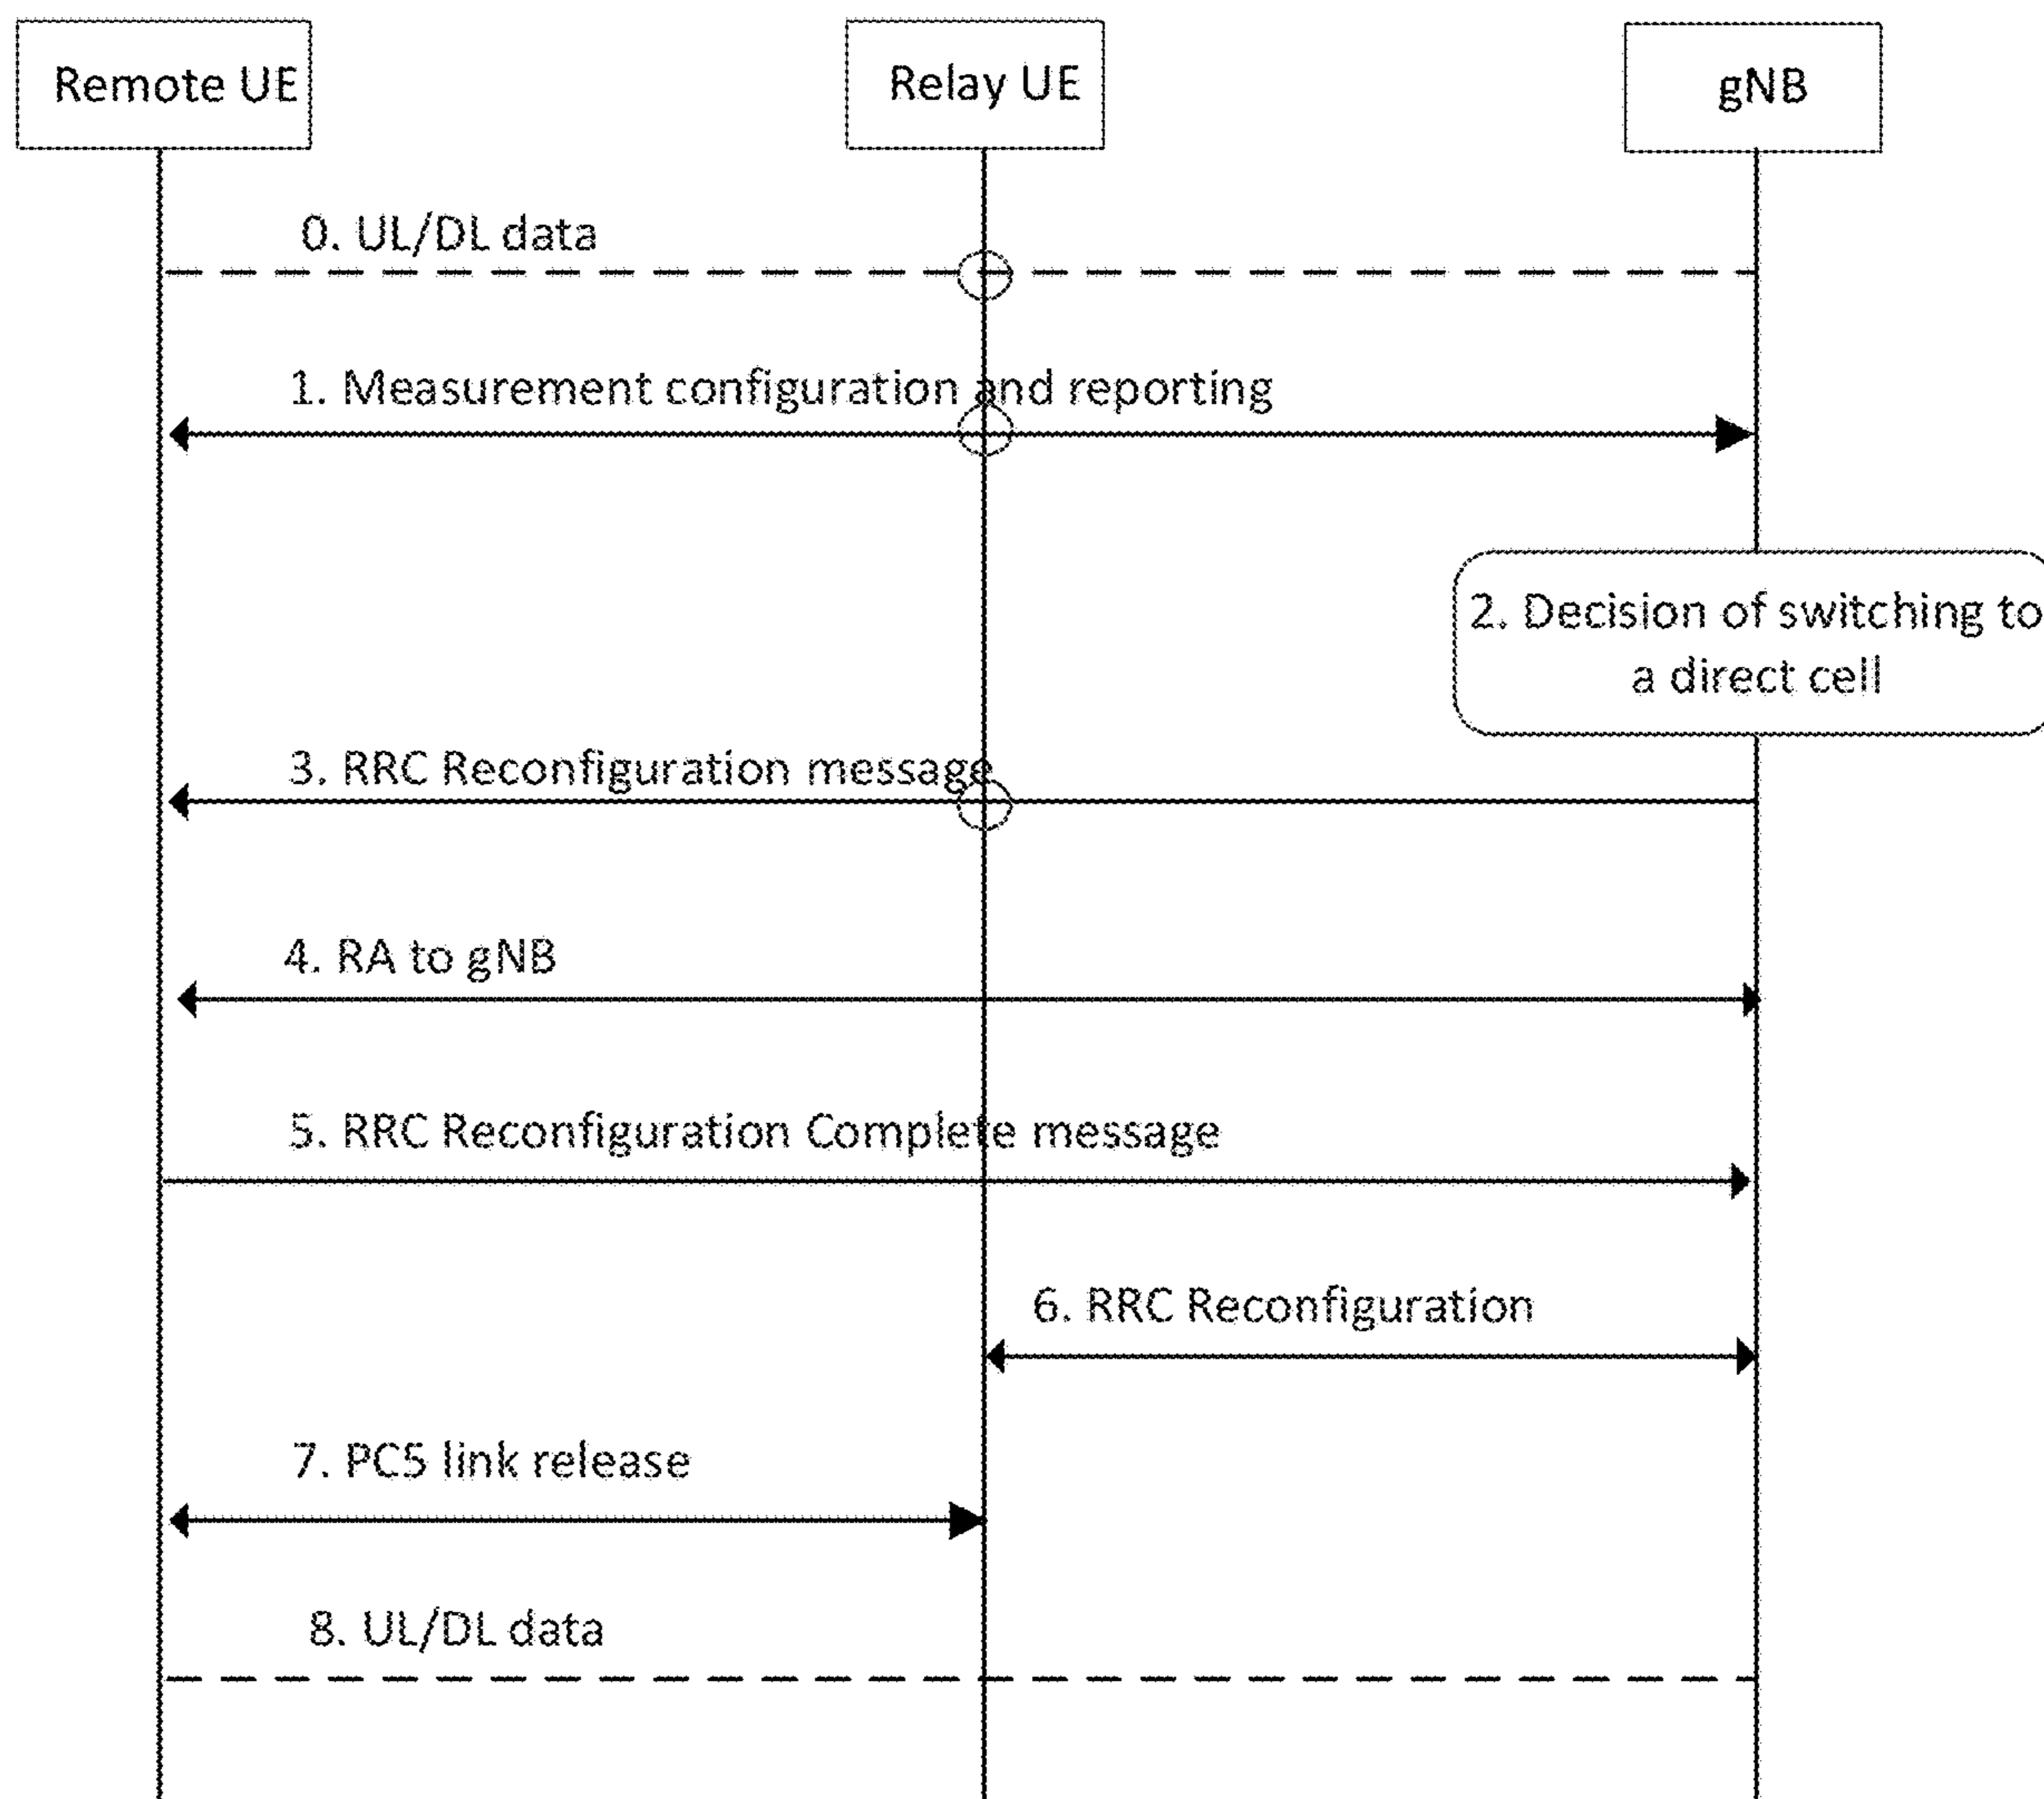 Remote UE
Relay UE
gNB
0. UL/DL data
1. Measurement configuration and reporting
2. Decision of switching to
a direct cell
3. RRC Reconfiguration message
4. RA to gNB
5. RRC Reconfiguration Complete message
6. RRC Reconfiguration
7. PC5 link release
8. UL/DL data